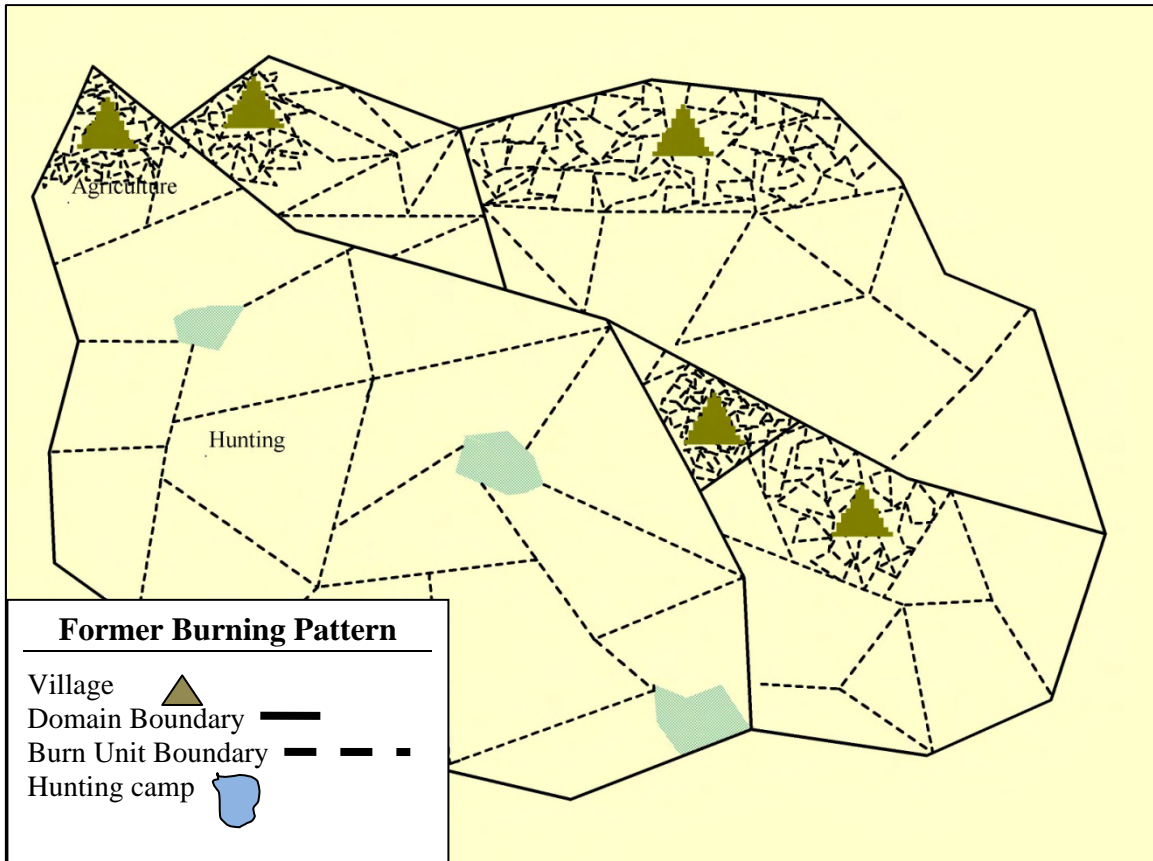 Agriculture
Hunting
Former Burning Pattern
Village
Domain Boundary
Burn Unit Boundary
Hunting camp